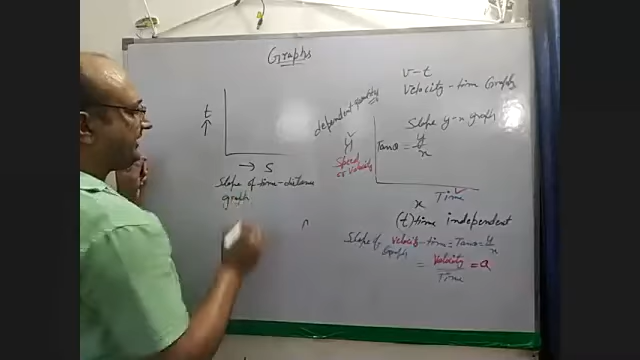 Graphs
t
↑
→ S
Slope of time-distance
graph
dependent quantity
v-t
Velocity-time Graph
Slope y-x graph
Tanθ = y/x
y
Speed
or velocity
x Time
(t) time independent
Slope of velocity-time = Tanθ = y/x
Graph
= Velocity/Time = a